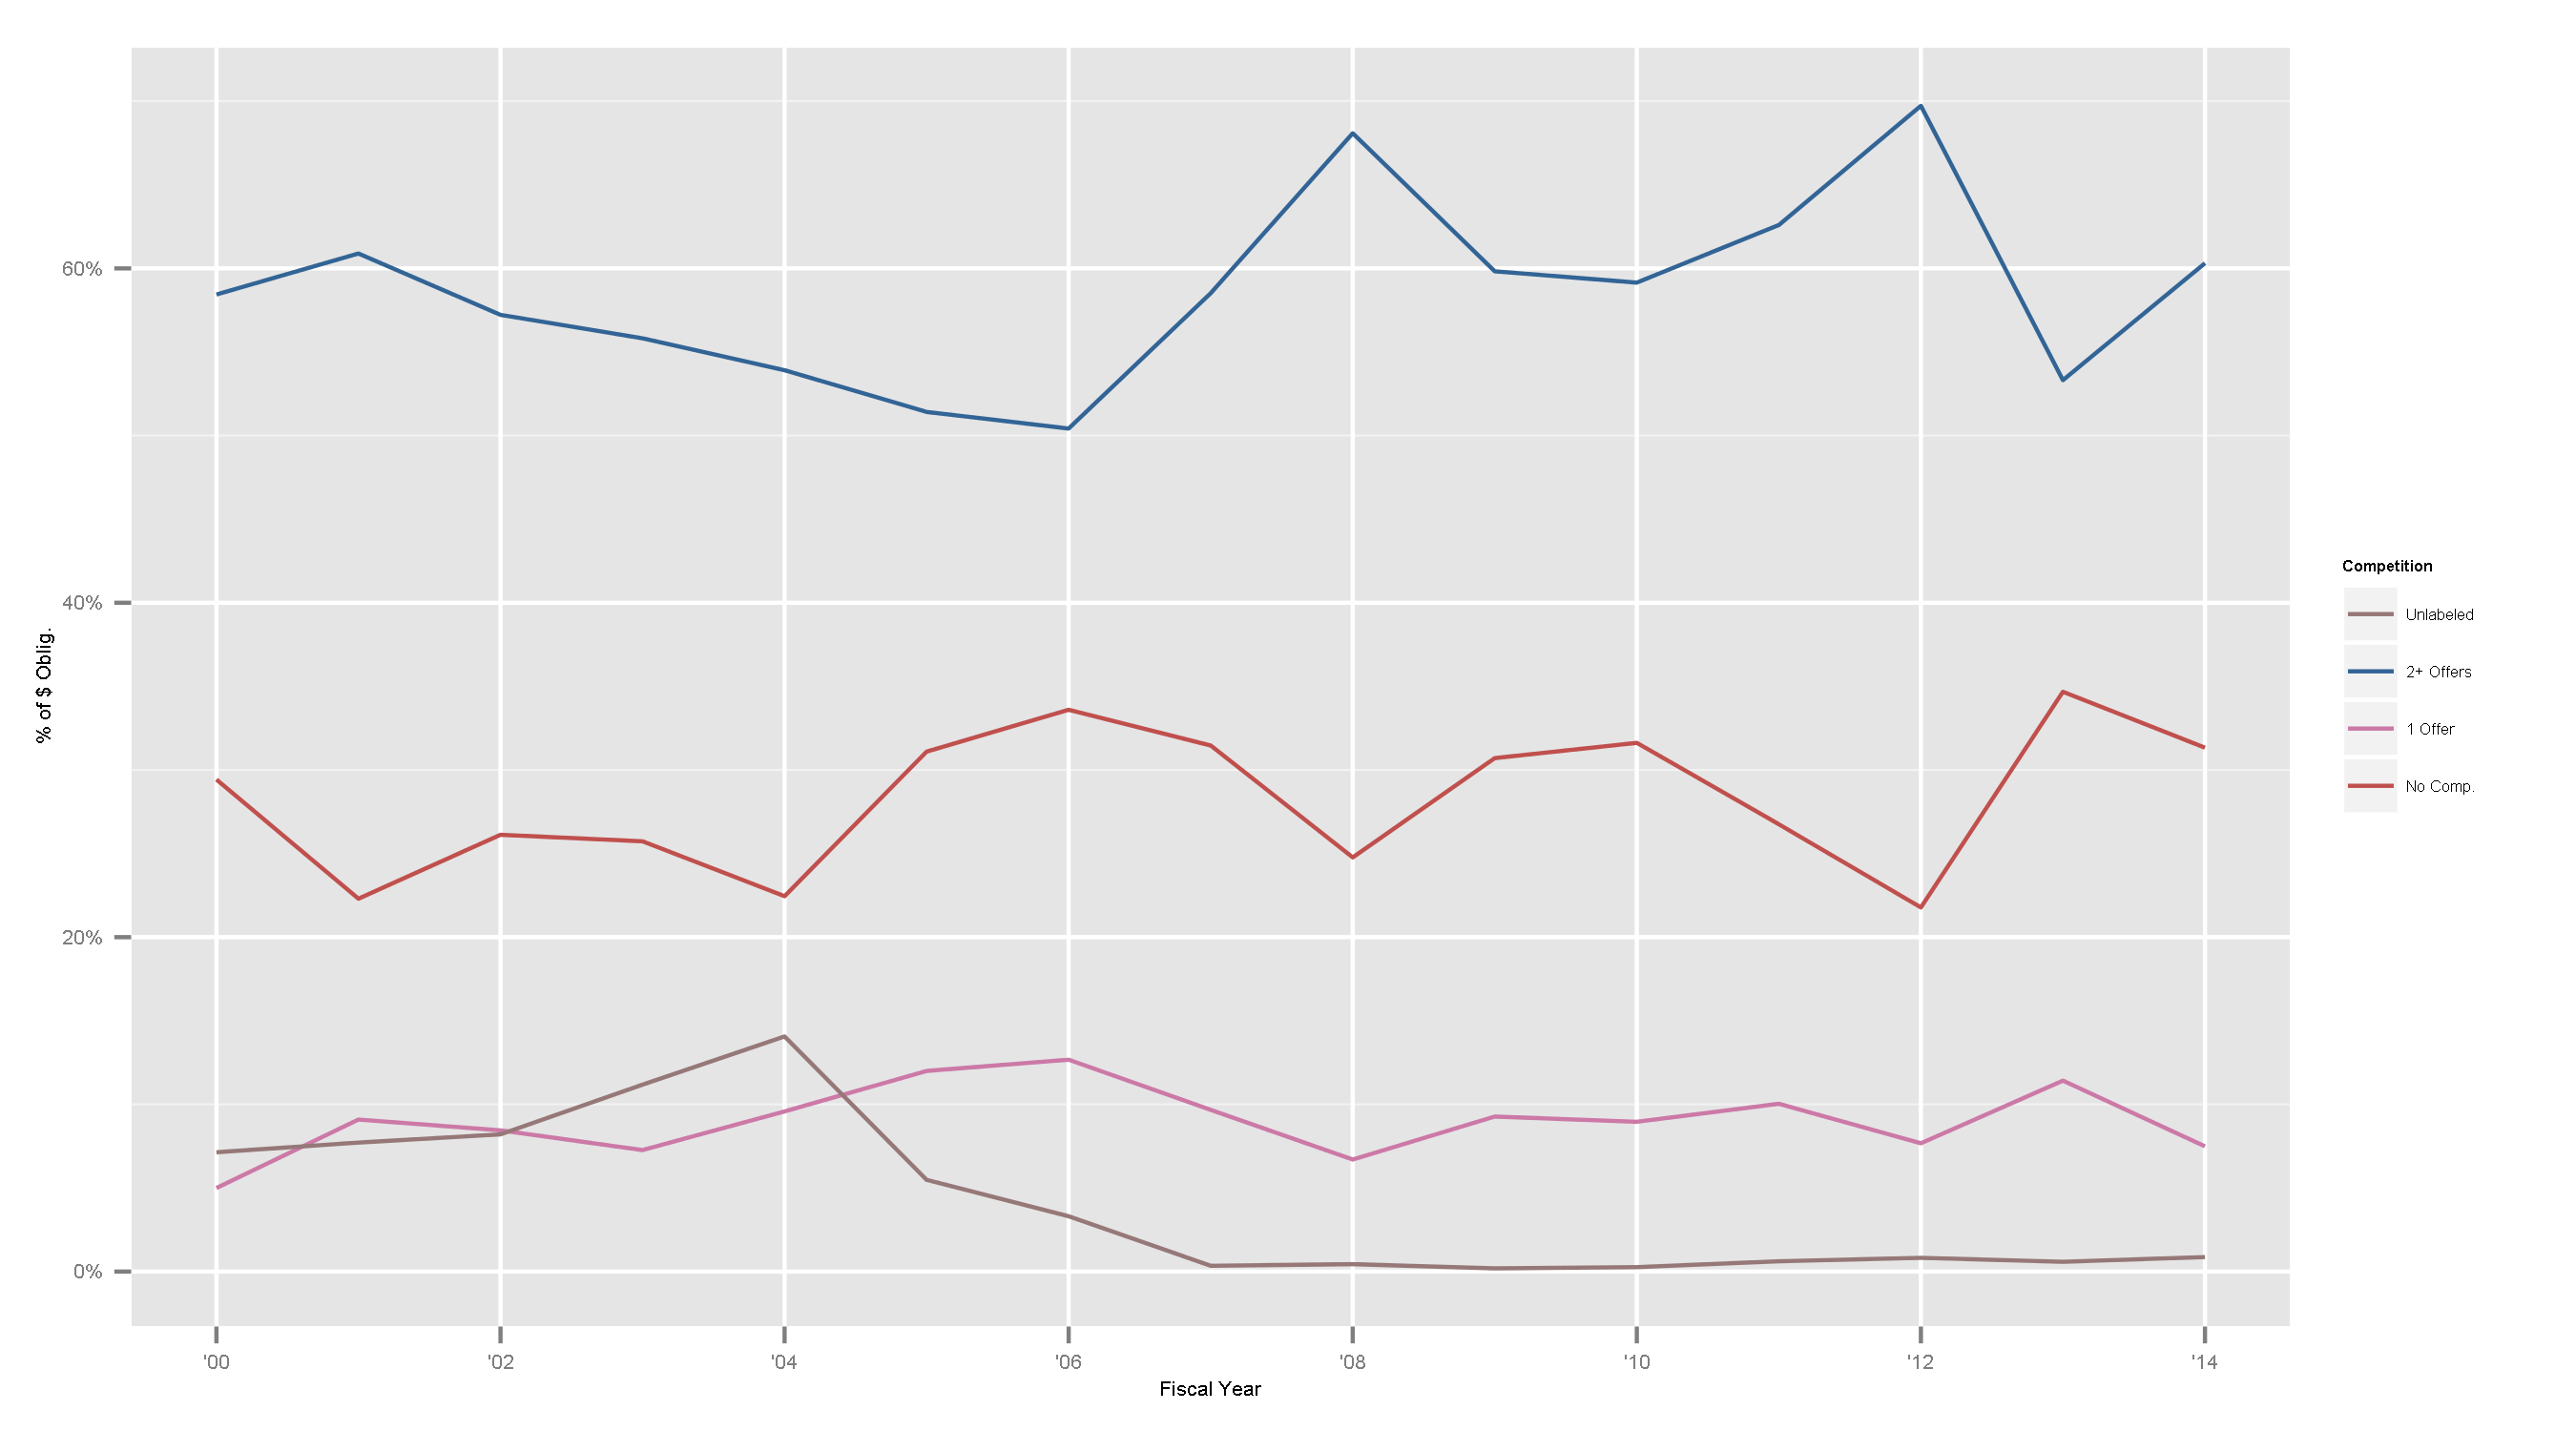 60%
40%
20%
0%
% of $ Oblig.
'00 '02 '04 '06 '08 '10 '12 '14
Fiscal Year
Competition
Unlabeled
2+ Offers
1 Offer
No Comp.